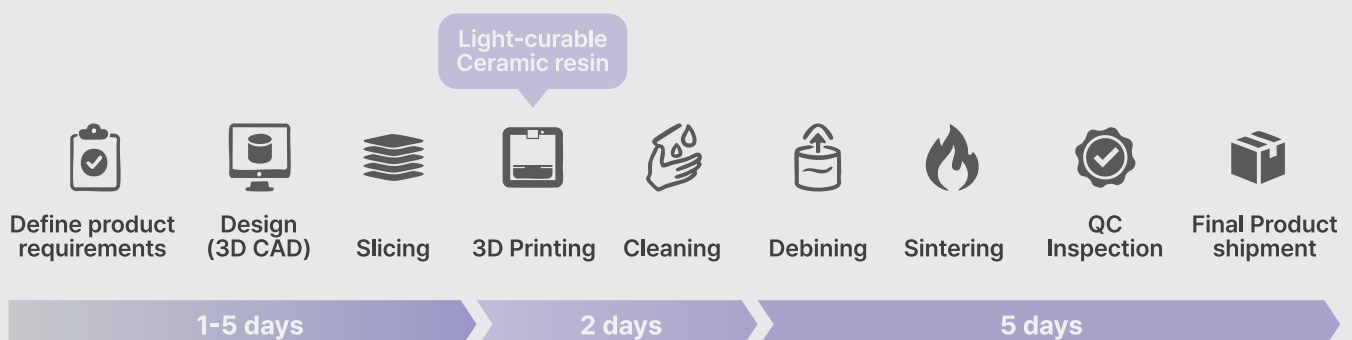 Light-curable
Ceramic resin
Define product
requirements
Design
(3D CAD)
Slicing
3D Printing
Cleaning
Debining
Sintering
QC
Inspection
Final Product
shipment
1-5 days
2 days
5 days